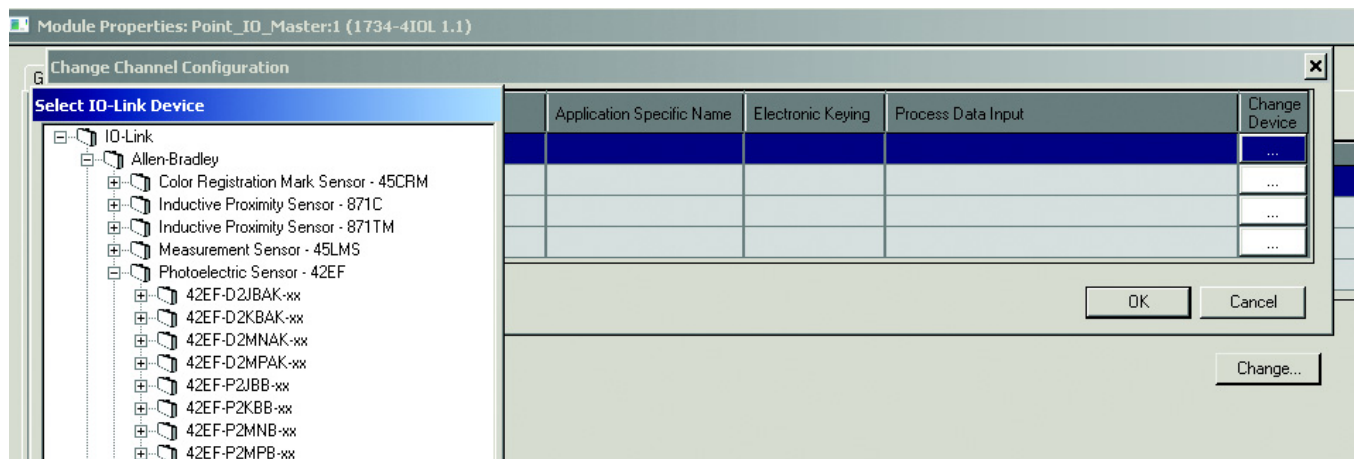 Module Properties: Point_IO_Master:1 (1734-4IOL 1.1)
Change Channel Configuration
G
Select IO-Link Device
Application Specific Name
Electronic Keying
Process Data Input
Change
Device
...
...
...
...
IO-Link
Allen-Bradley
Color Registration Mark Sensor - 45CRM
Inductive Proximity Sensor - 871C
Inductive Proximity Sensor - 871TM
Measurement Sensor - 45LMS
Photoelectric Sensor - 42EF
42EF-D2JBAK-xx
42EF-D2KBAK-xx
42EF-D2MNAK-xx
42EF-D2MPAK-xx
42EF-P2JBB-xx
42EF-P2KBB-xx
42EF-P2MNB-xx
42EF-P2MPB-xx
OK
Cancel
Change...